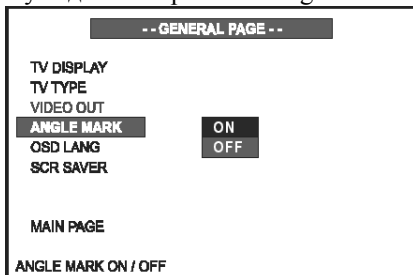 - - GENERAL PAGE - -
TV DISPLAY
TV TYPE
VIDEO OUT
ANGLE MARK ON
OSD LANG OFF
SCR SAVER
MAIN PAGE
ANGLE MARK ON / OFF